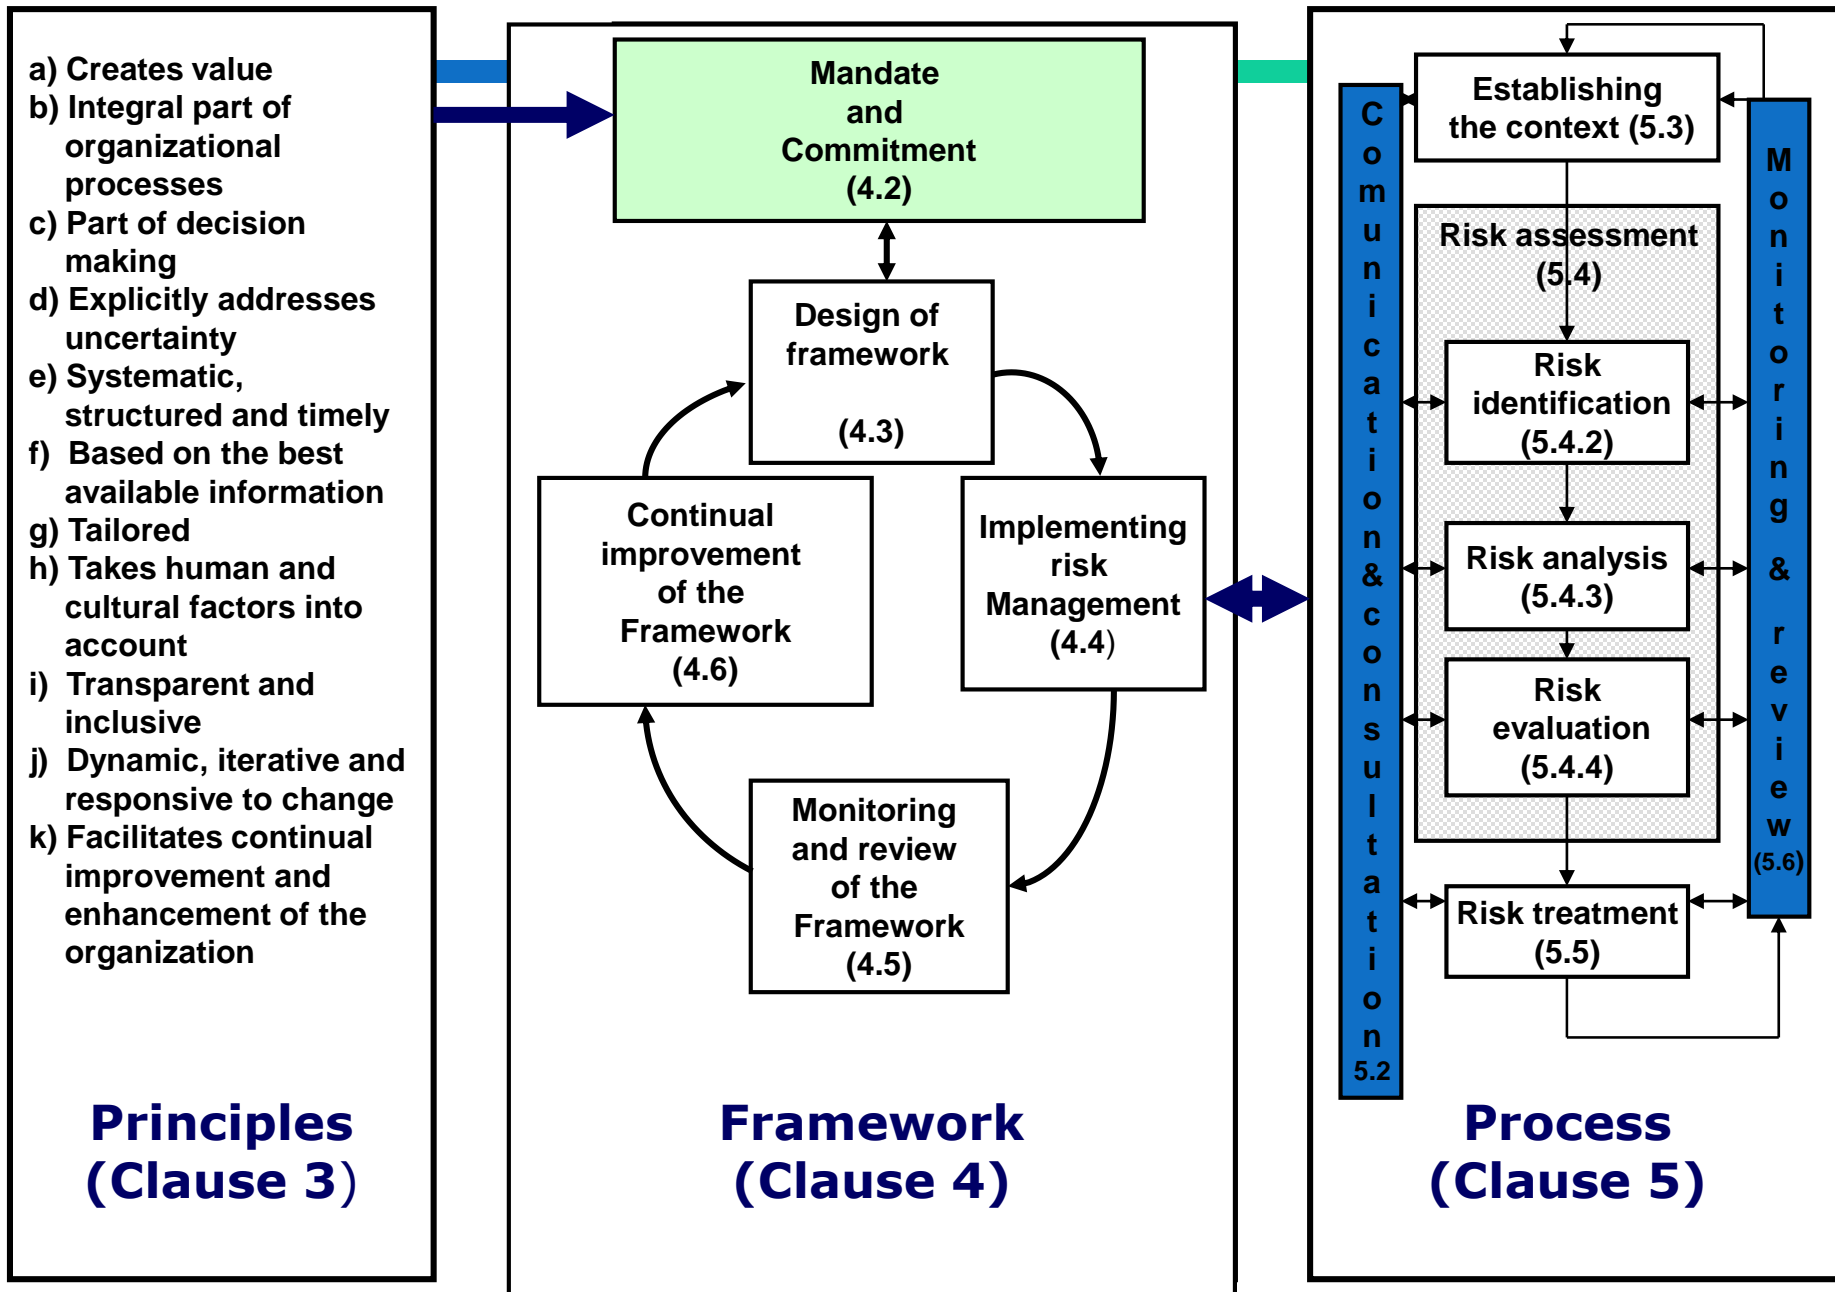 a) Creates value
b) Integral part of
organizational
processes
c) Part of decision
making
d) Explicitly addresses
uncertainty
e) Systematic,
structured and timely
f) Based on the best
available information
g) Tailored
h) Takes human and
cultural factors into
account
i) Transparent and
inclusive
j) Dynamic, iterative and
responsive to change
k) Facilitates continual
improvement and
enhancement of the
organization
Principles
(Clause 3)
Mandate
and
Commitment
(4.2)
Design of
framework
(4.3)
Implementing
risk
Management
(4.4)
Monitoring
and review
of the
Framework
(4.5)
Continual
improvement
of the
Framework
(4.6)
Framework
(Clause 4)
Comunication&consultation
5.2
Establishing
the context (5.3)
Risk assessment
(5.4)
Risk
identification
(5.4.2)
Risk analysis
(5.4.3)
Risk
evaluation
(5.4.4)
Risk treatment
(5.5)
Monitoring & review
(5.6)
Process
(Clause 5)